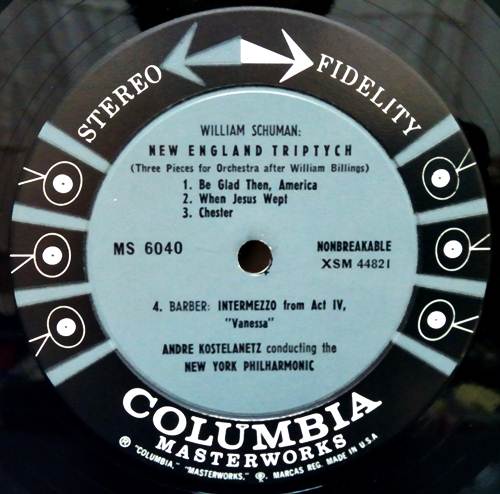 STEREO FIDELITY
WILLIAM SCHUMAN:
NEW ENGLAND TRIPTYCH
(Three Pieces for Orchestra after William Billings)
1. Be Glad Then, America
2. When Jesus Wept
3. Chester
MS 6040
NONBREAKABLE
XSM 44821
4. BARBER: INTERMEZZO from Act IV,
"Vanessa"
ANDRE KOSTELANETZ conducting the
NEW YORK PHILHARMONIC
COLUMBIA
MASTERWORKS
® "COLUMBIA," "MASTERWORKS," MARCAS REG. MADE IN U.S.A